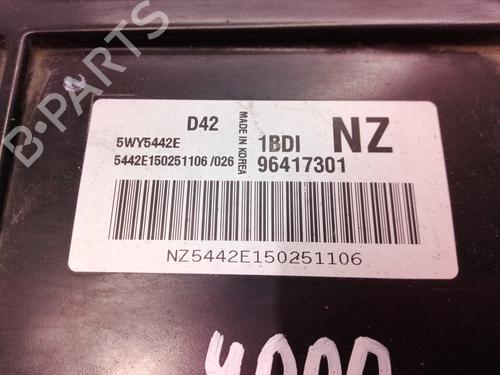 B-PARTS
D42
5WY5442E
5442E150251106 /026
MADE IN KOREA
1BDI
NZ
96417301
NZ5442E150251106